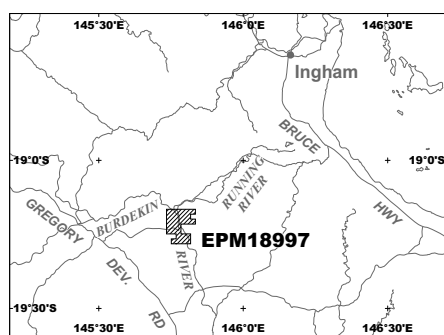 145°30'E 146°0'E 146°30'E
Ingham
BRUCE
19°0'S 19°0'S
RUNNING
RIVER
GREGORY
BURDEKIN
HWY
EPM18997
DEV.
RIVER
19°30'S 19°30'S
RD
145°30'E 146°0'E 146°30'E